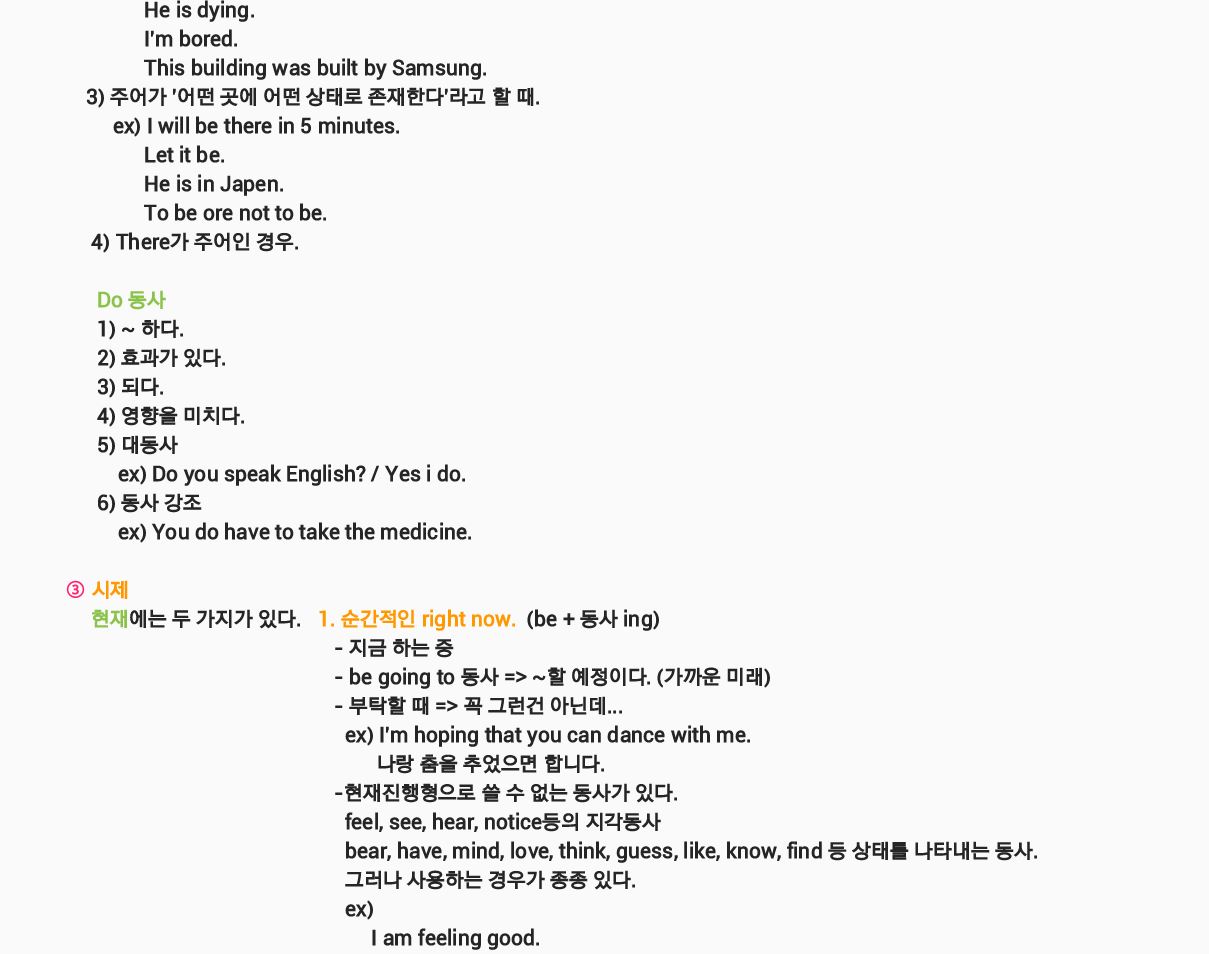 He is dying.
I'm bored.
This building was built by Samsung.
3) 주어가 '어떤 곳에 어떤 상태로 존재한다'라고 할 때.
ex) I will be there in 5 minutes.
Let it be.
He is in Japen.
To be ore not to be.
4) There가 주어인 경우.
Do 동사
1) ~ 하다.
2) 효과가 있다.
3) 되다.
4) 영향을 미치다.
5) 대동사
ex) Do you speak English? / Yes i do.
6) 동사 강조
ex) You do have to take the medicine.
③ 시제
현재에는 두 가지가 있다. 1. 순간적인 right now. (be + 동사 ing)
- 지금 하는 증
- be going to 동사 => ~할 예정이다. (가까운 미래)
- 부탁할 때 => 꼭 그런건 아닌데...
ex) I'm hoping that you can dance with me.
나랑 춤을 추었으면 합니다.
-현재진행형으로 쓸 수 없는 동사가 있다.
feel, see, hear, notice등의 지각동사
bear, have, mind, love, think, guess, like, know, find 등 상태를 나타내는 동사.
그러나 사용하는 경우가 종종 있다.
ex)
I am feeling good.